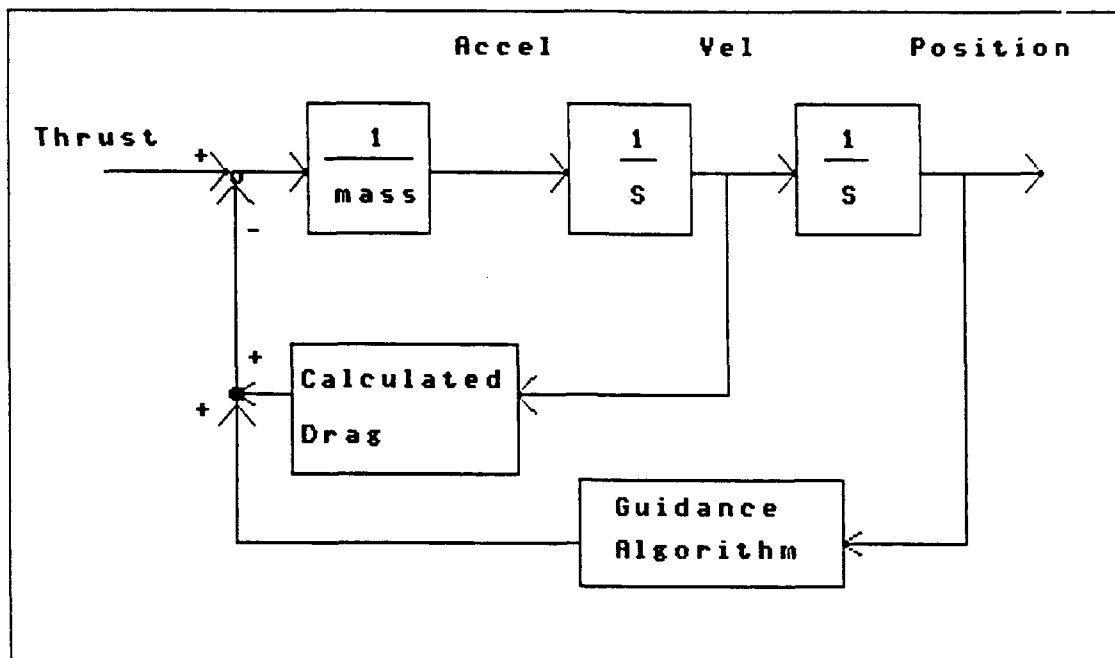 Accel Vel Position
Thrust
+
1
mass
1
S
1
S
-
+
+
Calculated
Drag
Guidance
Algorithm